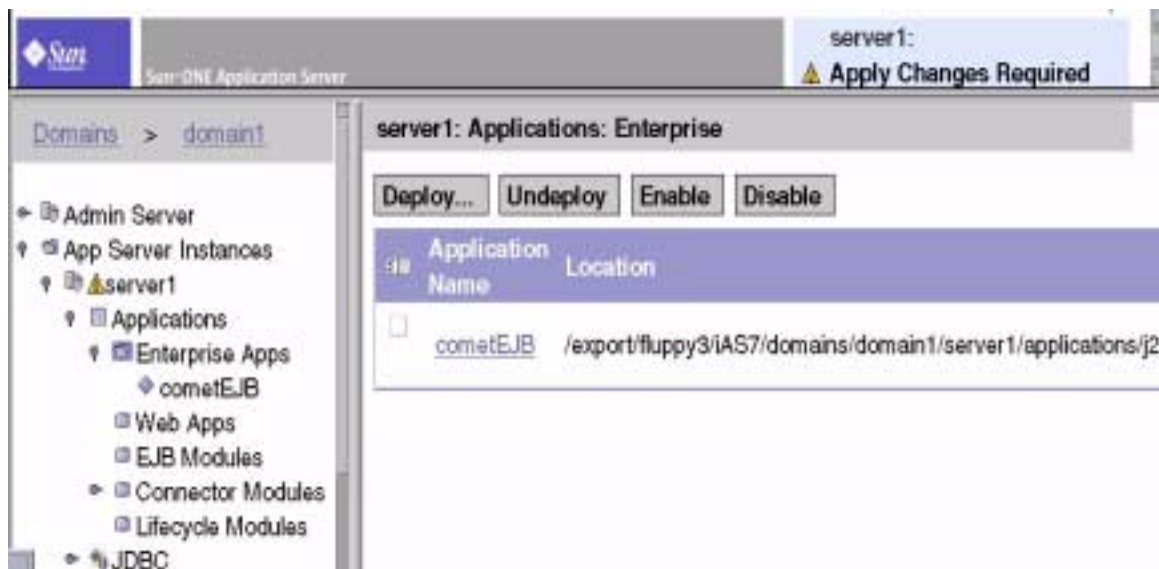 Sun
Sun ONE Application Server
server1:
Apply Changes Required
Domains > domain1
server1: Applications: Enterprise
Deploy... Undeploy Enable Disable
Admin Server
App Server Instances
server1
Applications
Enterprise Apps
cometEJB
Web Apps
EJB Modules
Connector Modules
Lifecycle Modules
JDBC
Application Name
Location
cometEJB
/export/fluppy3/iAS7/domains/domain1/server1/applications/j2